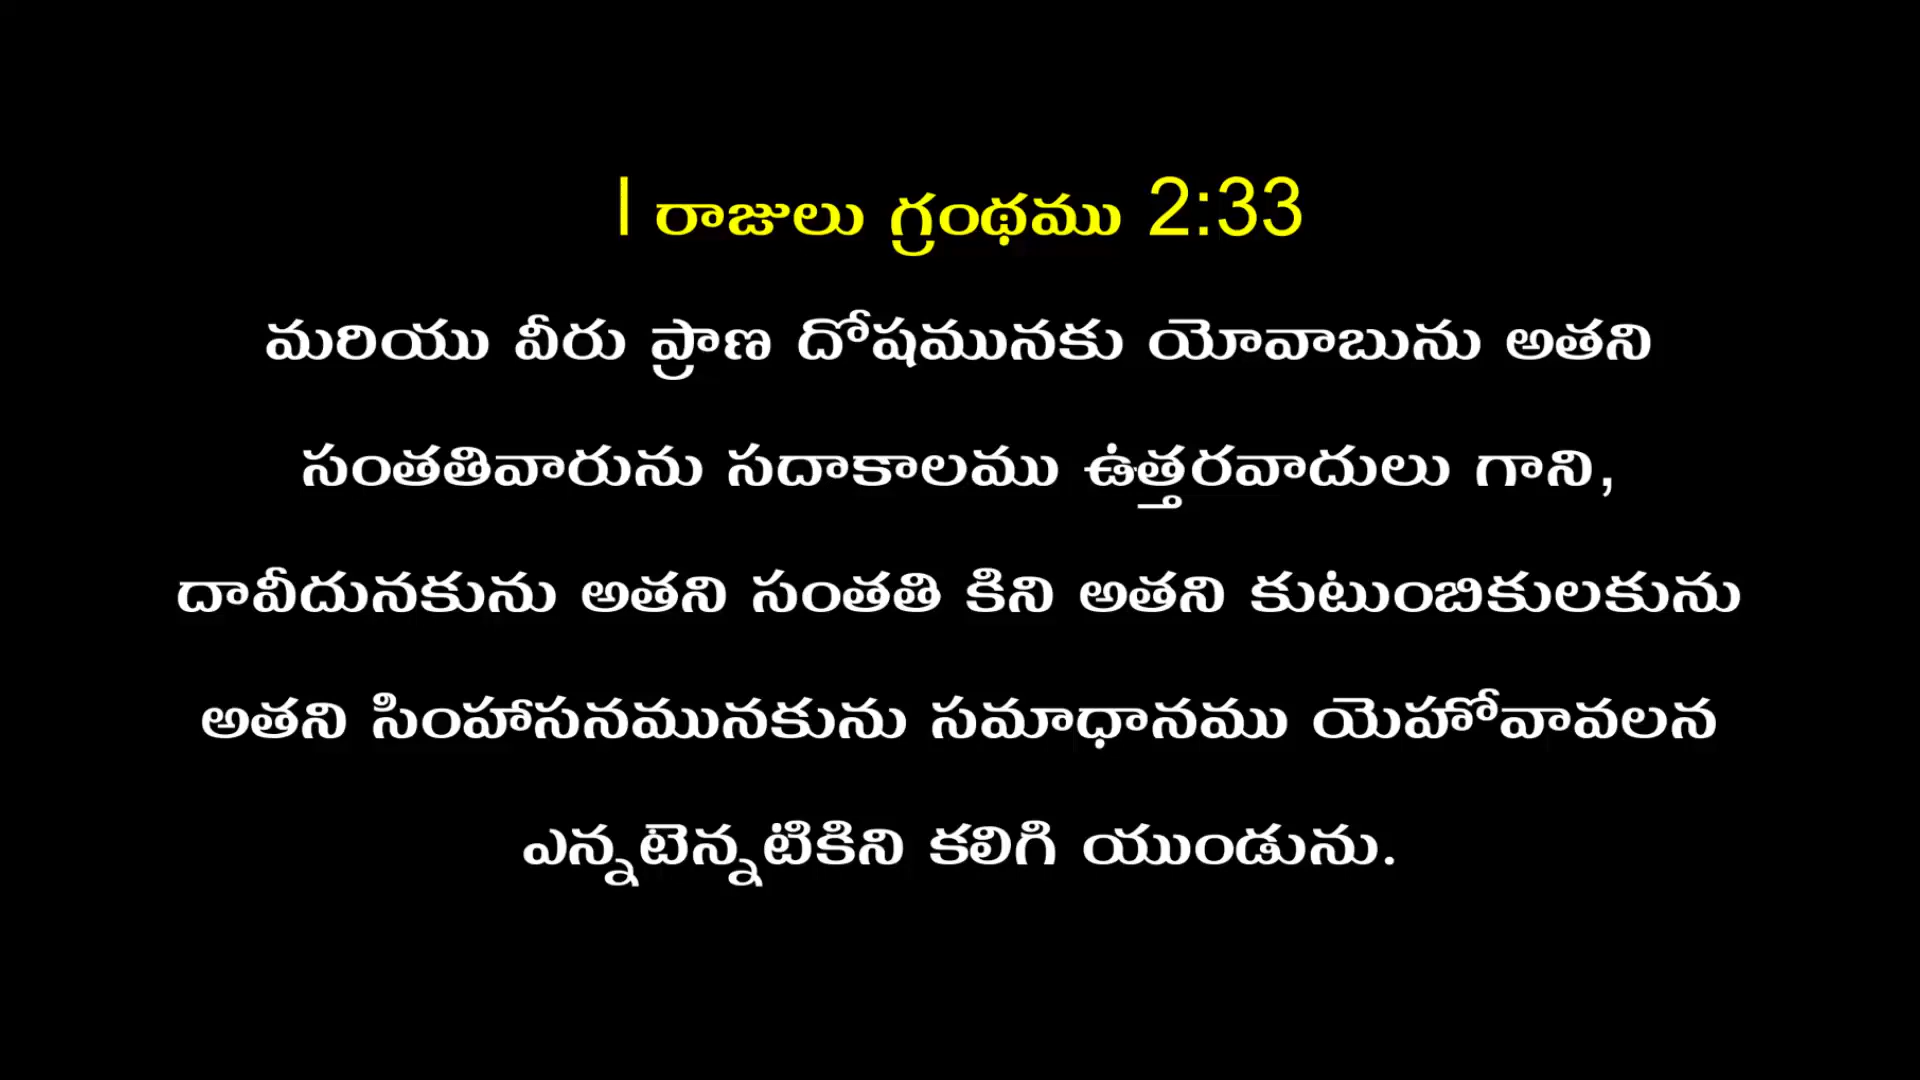 I రాజులు గ్రంథము 2:33
మరియు వీరు ప్రాణ దోషమునకు యోవాబును అతని
సంతతివారును సదాకాలము ఉత్తరవాదులు గాని,
దావీదునకును అతని సంతతి కిని అతని కుటుంబికులకును
అతని సింహాసనమునకును సమాధానము యెహోవావలన
ఎన్నటెన్నటికిని కలిగి యుండును.